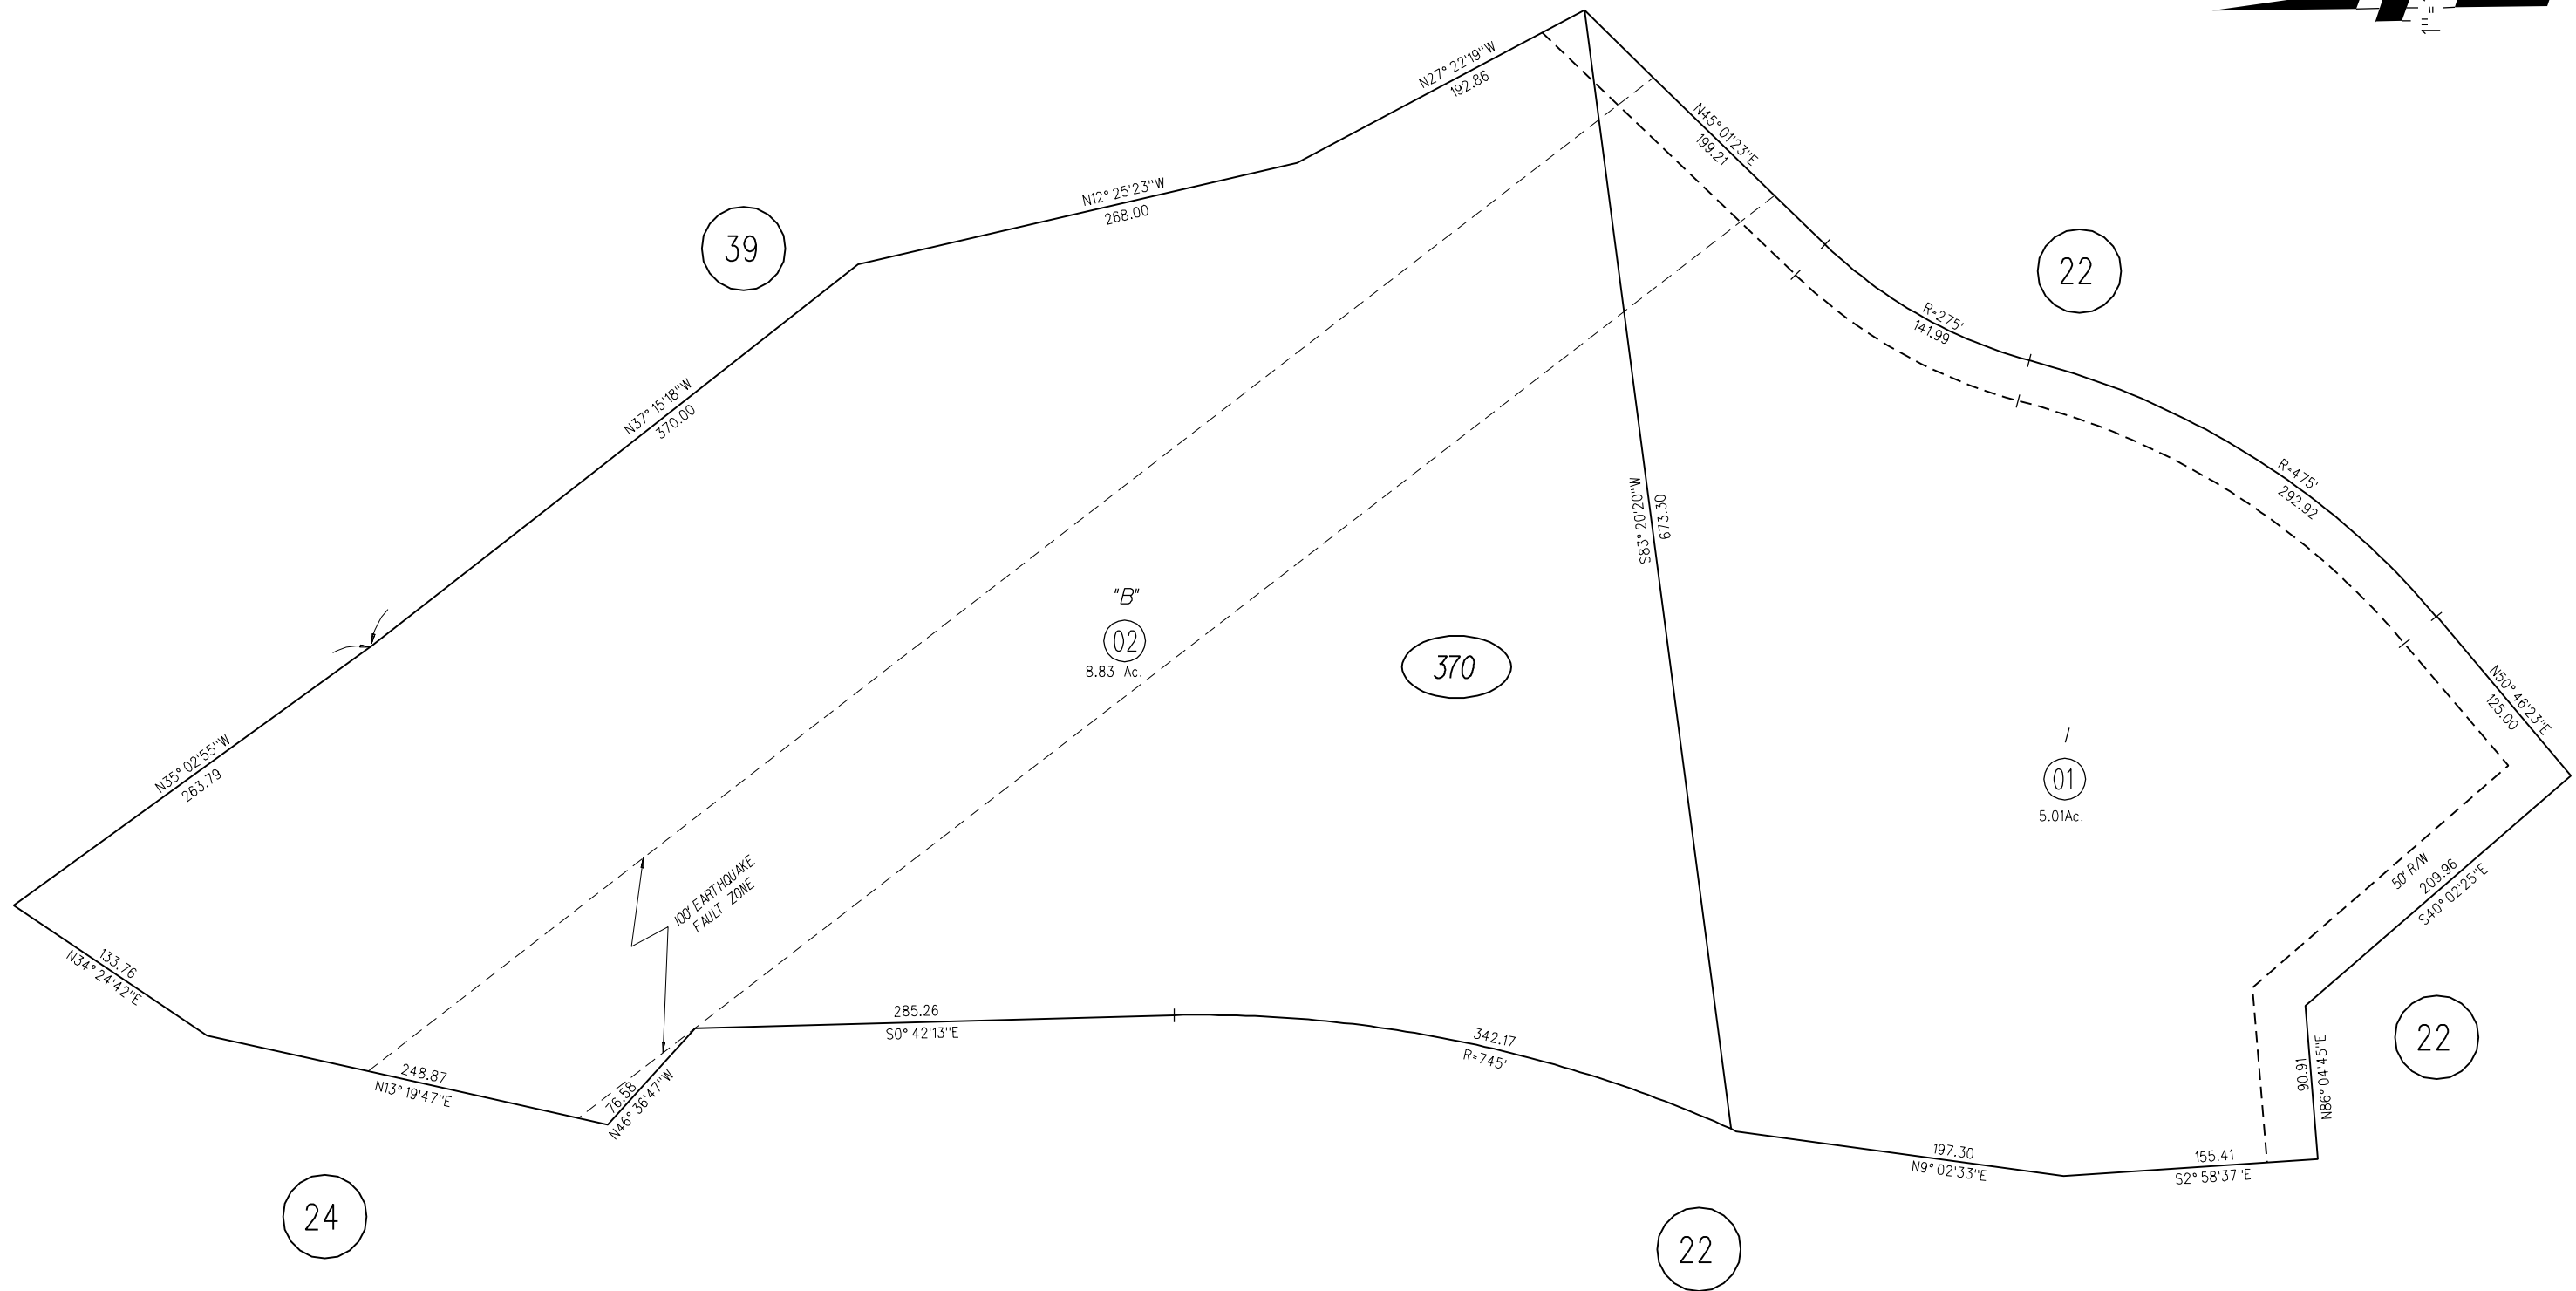 1"=
N27° 22'19"W
192.86
N45° 01'23"E
199.21
N12° 25'23"W
268.00
39
22
R=275'
141.99
N37° 15'18"W
370.00
R=475'
292.92
S83° 20'20"W
673.30
"B"
02
8.83 Ac.
370
N50° 46'23"E
125.00
1
01
5.01Ac.
N35° 02'55"W
263.79
100' EARTHQUAKE
FAULT ZONE
50' R/W
209.96
S40° 02'25"E
133.76
N34° 24'42"E
285.26
S0° 42'13"E
342.17
R=745'
22
90.91
N86° 04'45"E
248.87
N13° 19'47"E
76.58
N46° 36'47"W
197.30
N9° 02'33"E
155.41
S2° 58'37"E
24
22